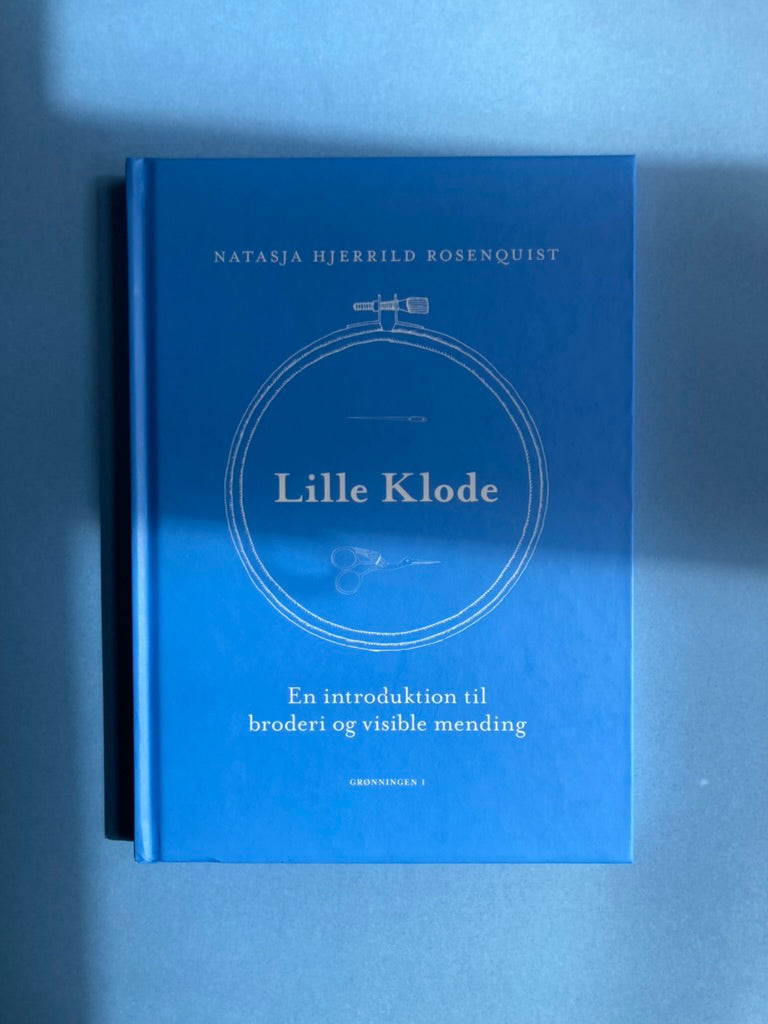 NATASJA HJERRILD ROSENQUIST
Lille Klode
En introduktion til
broderi og visible mending
GRØNNINGEN 1